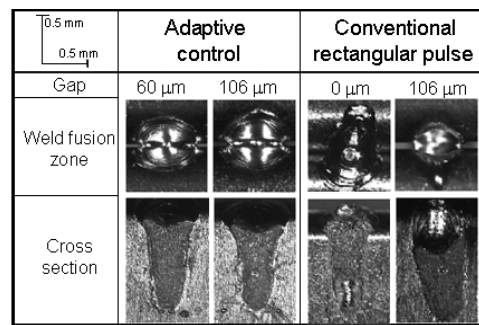 0.5 mm
0.5 mm
Adaptive
control
Conventional
rectangular pulse
Gap
60 µm
106 µm
0 µm
106 µm
Weld fusion
zone
Cross
section